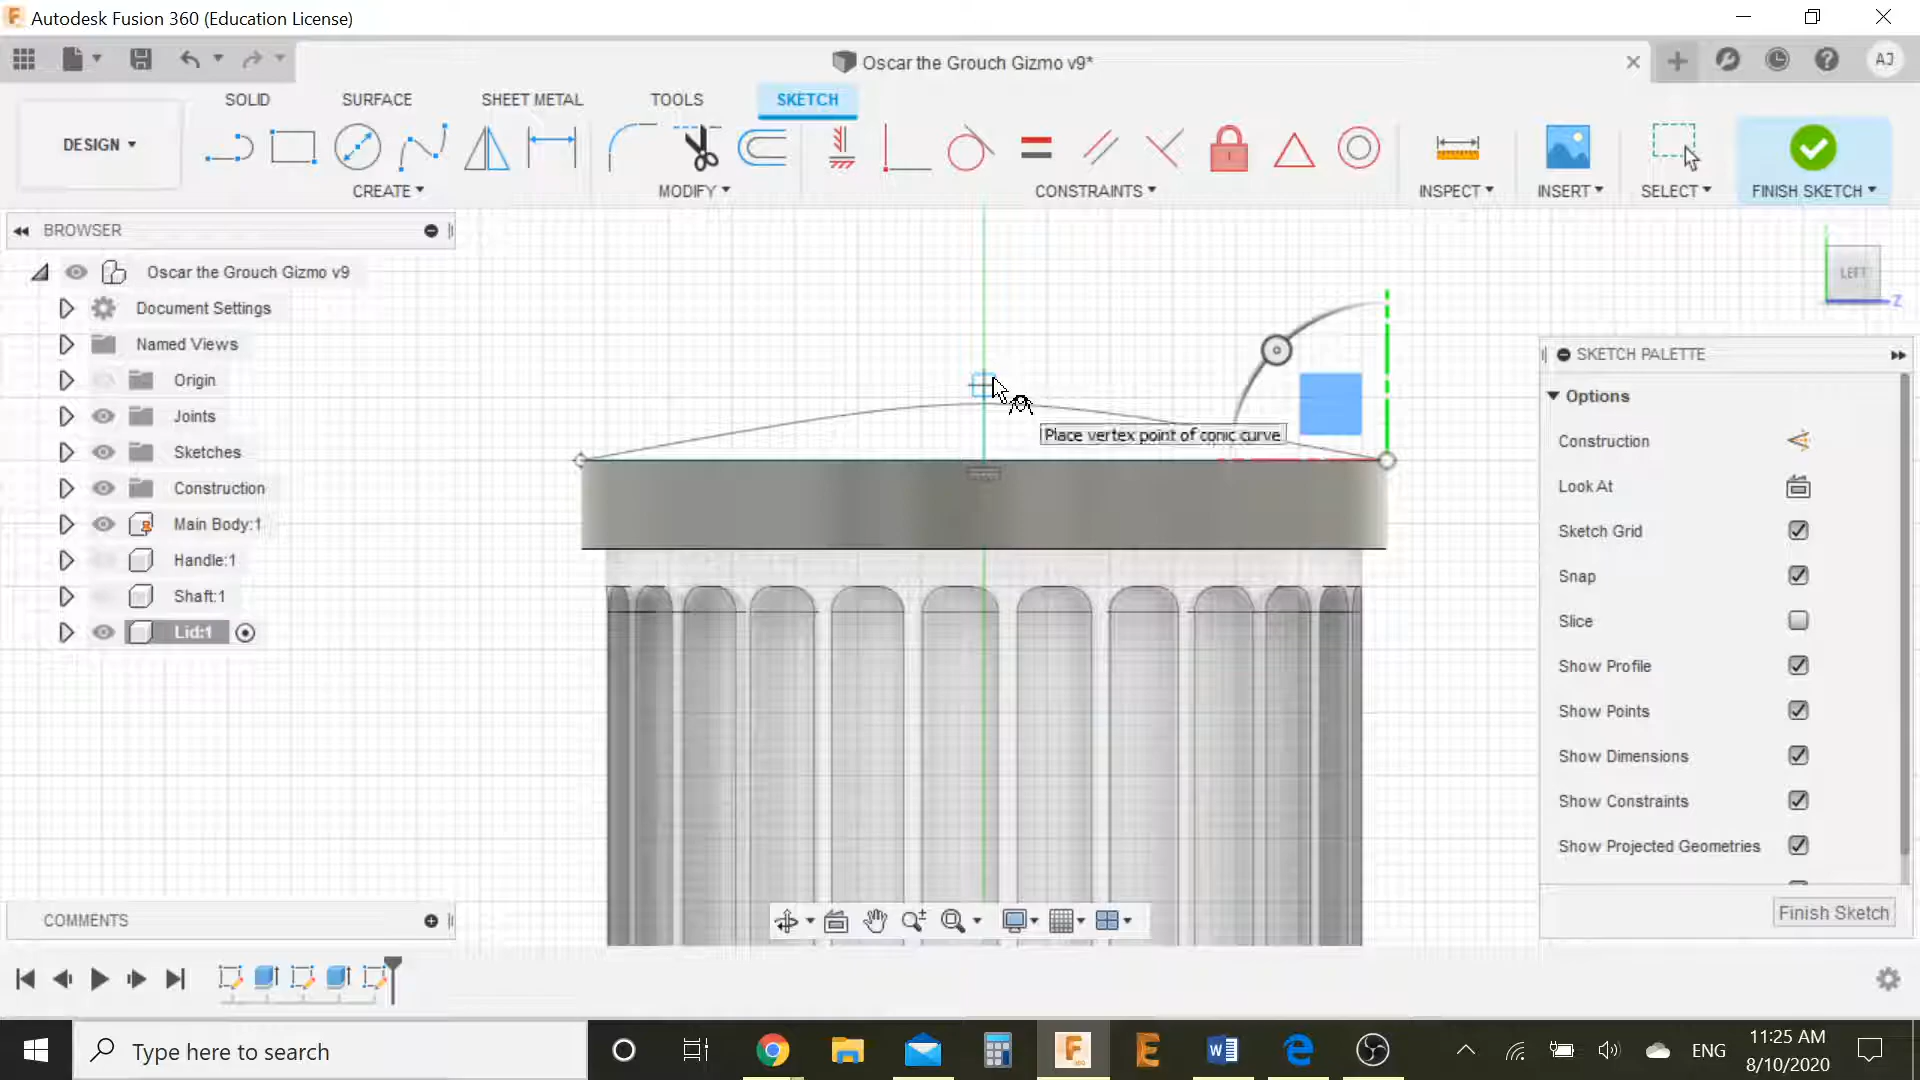 Autodesk Fusion 360 (Education License)
Oscar the Grouch Gizmo v9*
AJ
SOLID
SURFACE
SHEET METAL
TOOLS
SKETCH
DESIGN
CREATE
MODIFY
CONSTRAINTS
INSPECT
INSERT
SELECT
FINISH SKETCH
BROWSER
Oscar the Grouch Gizmo v9
Document Settings
Named Views
Origin
Joints
Sketches
Construction
Main Body:1
Handle:1
Shaft:1
Lid:1
LEFT
Z
Place vertex point of conic curve
SKETCH PALETTE
Options
Construction
Look At
Sketch Grid
Snap
Slice
Show Profile
Show Points
Show Dimensions
Show Constraints
Show Projected Geometries
Finish Sketch
COMMENTS
Type here to search
ENG
11:25 AM
8/10/2020